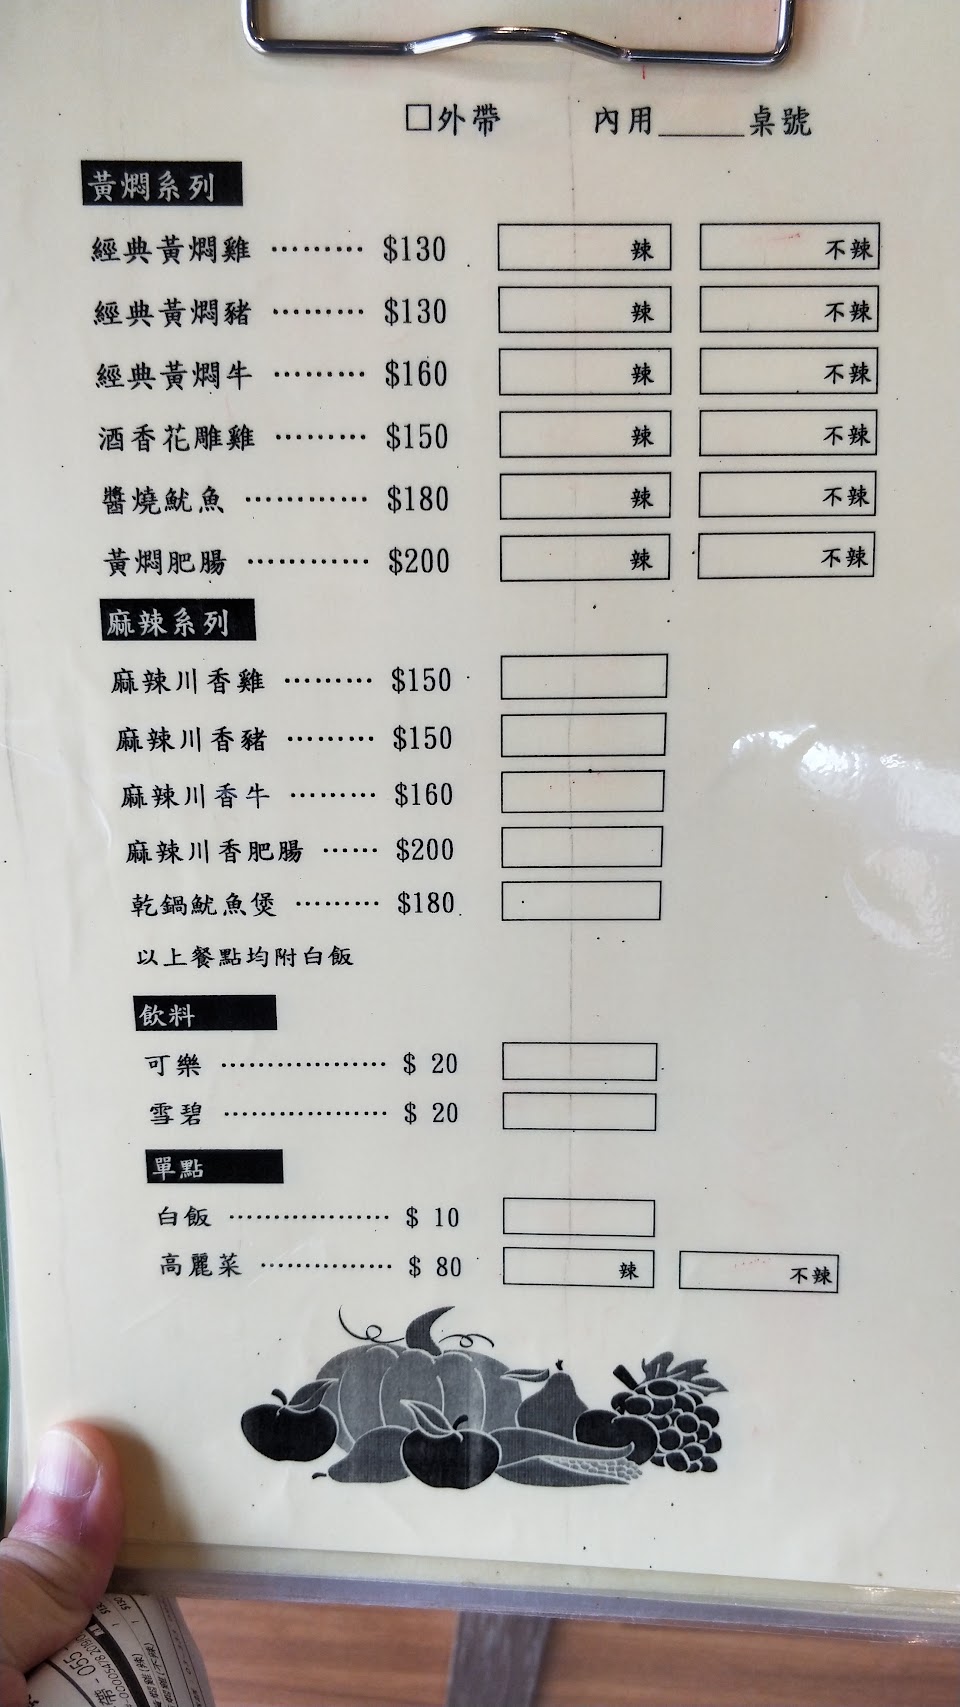 □外帶 內用______桌號
黃燜系列
經典黃燜雞 ········· $130 辣 不辣
經典黃燜豬 ········· $130 辣 不辣
經典黃燜牛 ········· $160 辣 不辣
酒香花雕雞 ········· $150 辣 不辣
醬燒魷魚 ············ $180 辣 不辣
黃燜肥腸 ············ $200 辣 不辣
麻辣系列
麻辣川香雞 ········· $150
麻辣川香豬 ········· $150
麻辣川香牛 ········· $160
麻辣川香肥腸 ······ $200
乾鍋魷魚煲 ········· $180
以上餐點均附白飯
飲料
可樂 ·················· $ 20
雪碧 ·················· $ 20
單點
白飯 ·················· $ 10
高麗菜 ··············· $ 80 辣 不辣